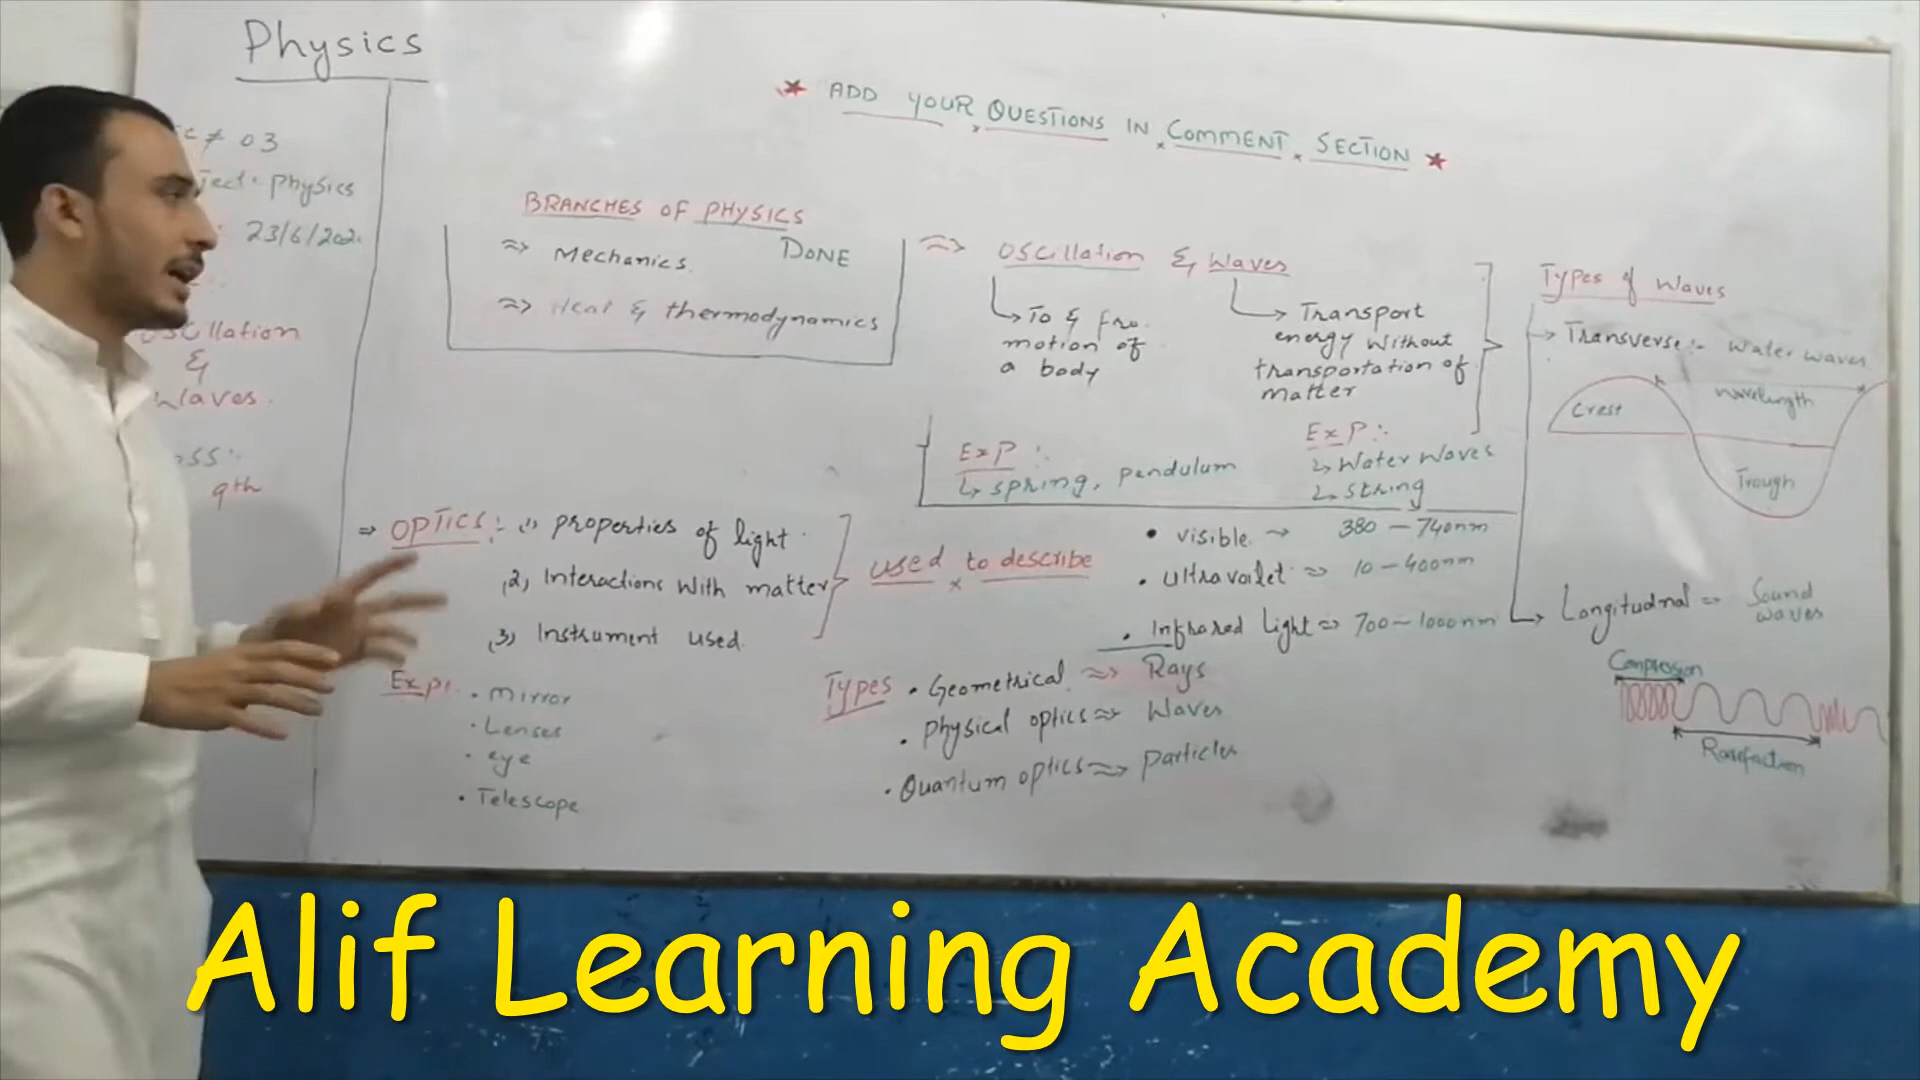 Physics
03
Physics
23/6/202
Oscillation
&
Waves.
9th
★ ADD YOUR QUESTIONS IN COMMENT SECTION ★
BRANCHES OF PHYSICS
⇒ Mechanics. DONE
⇒ Heat & thermodynamics
⇒ Oscillation & Waves
To & fro
motion of
a body
Transport
energy without
transportation of
matter
Exp:-
spring, pendulum
Exp:-
Water waves
string
Types of waves
→ Transverse:- Water waves
Crest
wavelength
Trough
Longitudnal ⇒ Sound
waves
Compression
Rarefaction
⇒ OPTICS:- 1) properties of light
2) Interactions with matter
3) Instrument used.
used to describe
• visible → 380 - 740nm
• ultravoilet ⇒ 10 - 400nm
• Infrared Light ⇒ 700 - 1000nm
Exp:
• mirror
• Lenses
• eye
• Telescope
Types • Geometrical ⇒ Rays
• Physical optics ⇒ Waves
• Quantum optics ⇒ particles
Alif Learning Academy